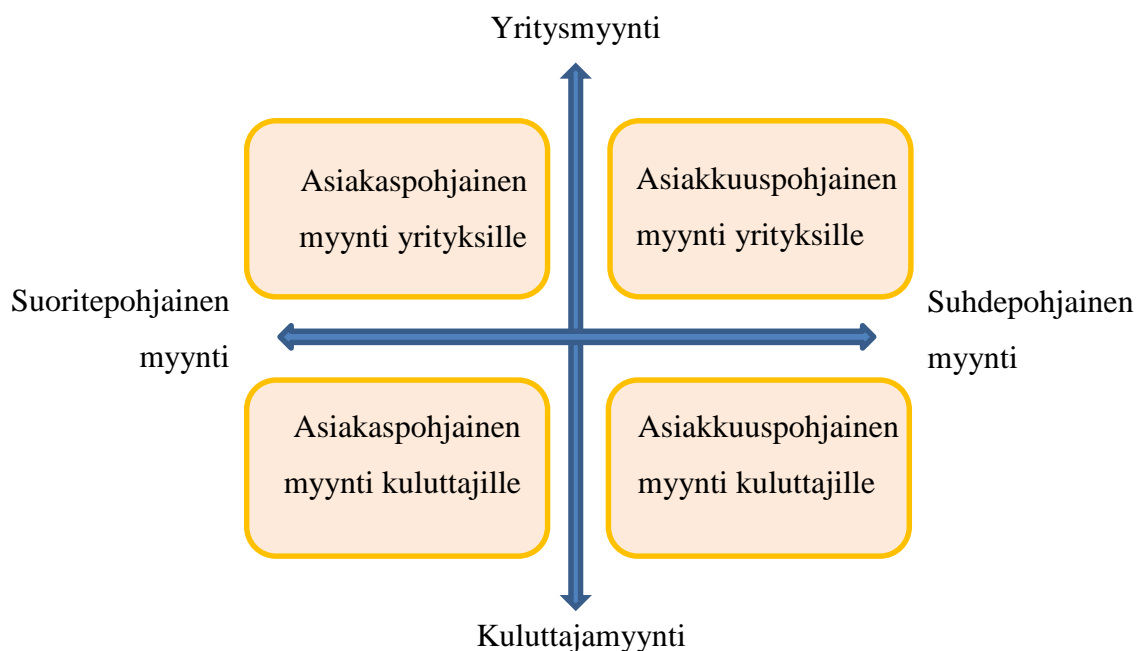 Yritysmyynti
Asiakaspohjainen
myynti yrityksille
Asiakkuuspohjainen
myynti yrityksille
Suoritepohjainen
myynti
Suhdepohjainen
myynti
Asiakaspohjainen
myynti kuluttajille
Asiakkuuspohjainen
myynti kuluttajille
Kuluttajamyynti